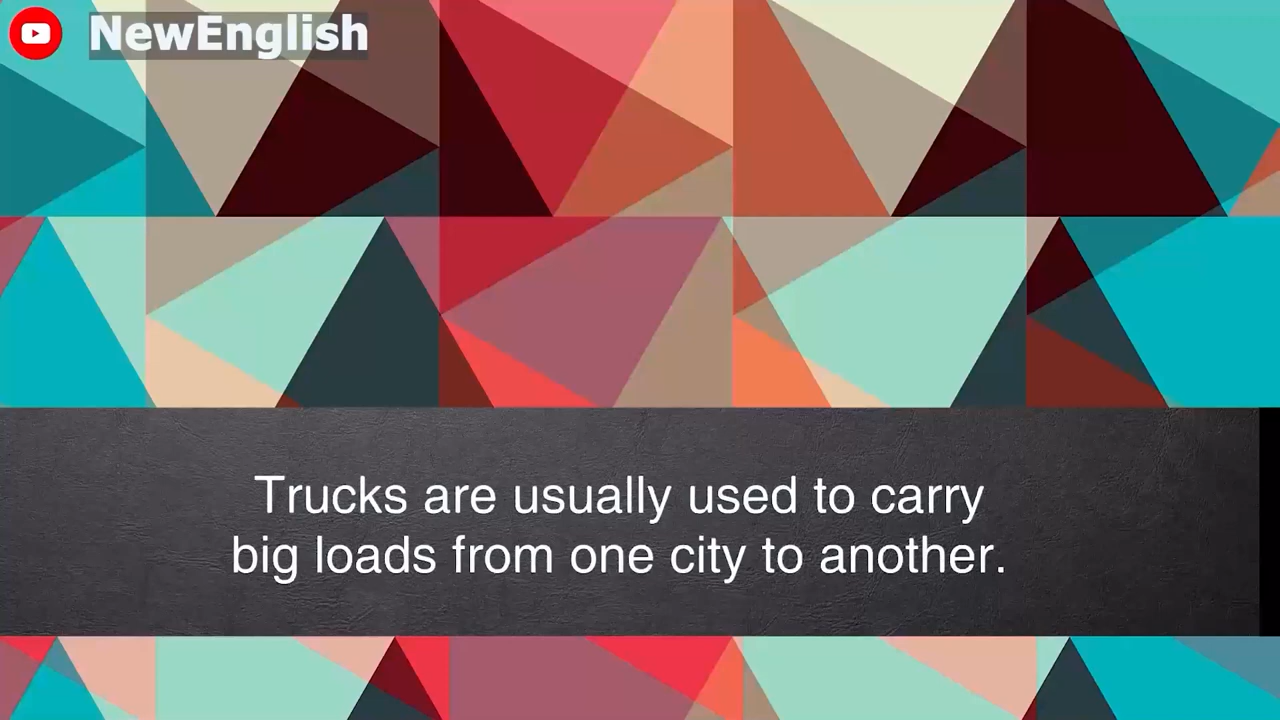 NewEnglish
Trucks are usually used to carry
big loads from one city to another.